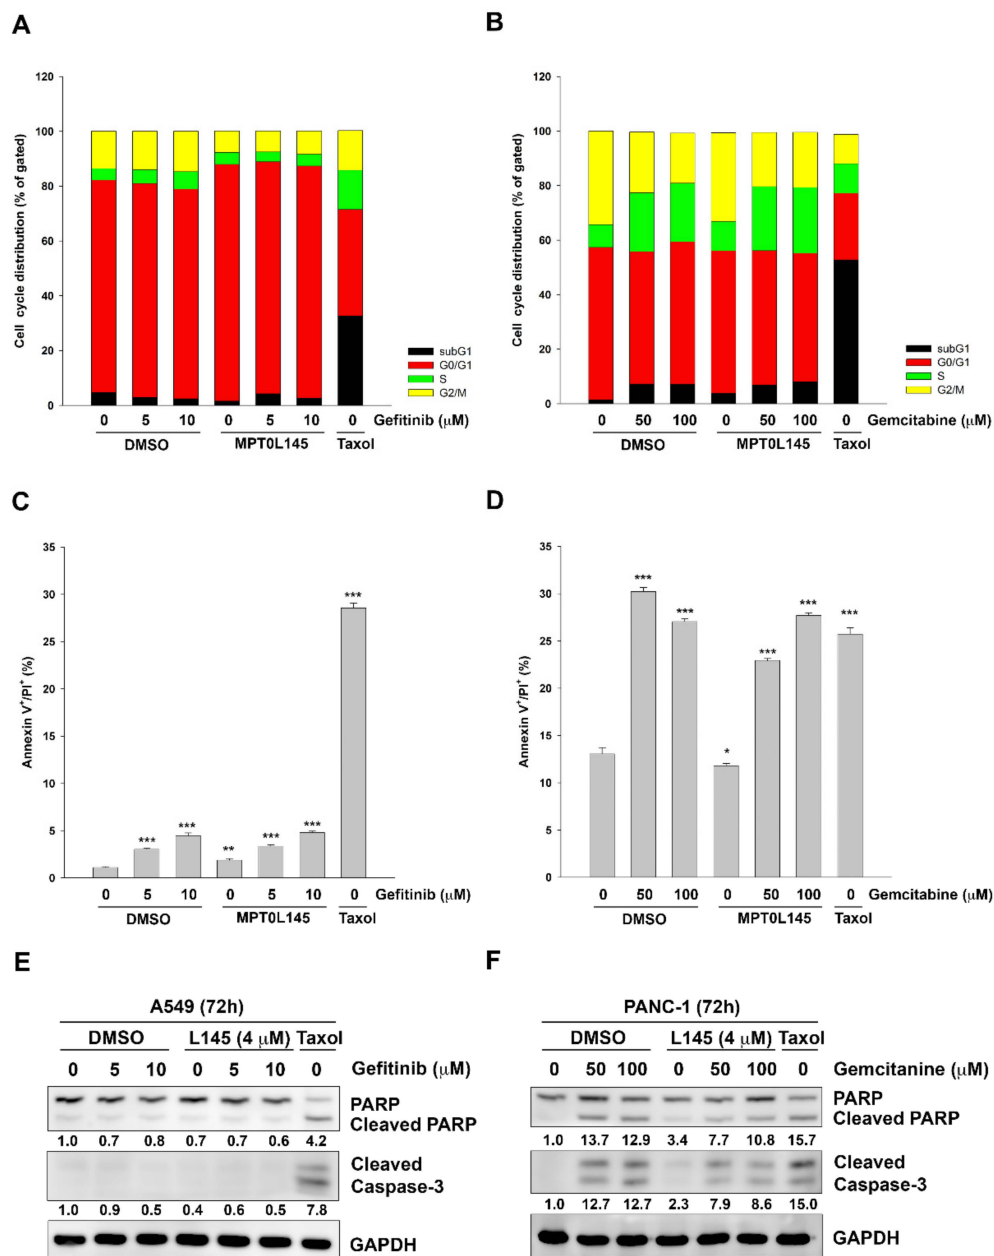 A
B
120
100
80
60
40
20
0
Cell cycle distribution (% of gated)
subG1
G0/G1
S
G2/M
0 5 10 0 5 10 0 Gefitinib (μM)
DMSO MPT0L145 Taxol
120
100
80
60
40
20
0
Cell cycle distribution (% of gated)
subG1
G0/G1
S
G2/M
0 50 100 0 50 100 0 Gemcitabine (μM)
DMSO MPT0L145 Taxol
C
D
35
30
25
20
15
10
5
0
Annexin V⁺/PI⁺ (%)
*** *** ** *** *** ***
0 5 10 0 5 10 0 Gefitinib (μM)
DMSO MPT0L145 Taxol
35
30
25
20
15
10
5
0
Annexin V⁺/PI⁺ (%)
*** *** * *** *** ***
0 50 100 0 50 100 0 Gemcitabine (μM)
DMSO MPT0L145 Taxol
E
F
A549 (72h)
DMSO L145 (4 μM) Taxol
0 5 10 0 5 10 0 Gefitinib (μM)
PARP
Cleaved PARP
1.0 0.7 0.8 0.7 0.7 0.6 4.2
Cleaved
Caspase-3
1.0 0.9 0.5 0.4 0.6 0.5 7.8
GAPDH
PANC-1 (72h)
DMSO L145 (4 μM) Taxol
0 50 100 0 50 100 0 Gemcitanine (μM)
PARP
Cleaved PARP
1.0 13.7 12.9 3.4 7.7 10.8 15.7
Cleaved
Caspase-3
1.0 12.7 12.7 2.3 7.9 8.6 15.0
GAPDH